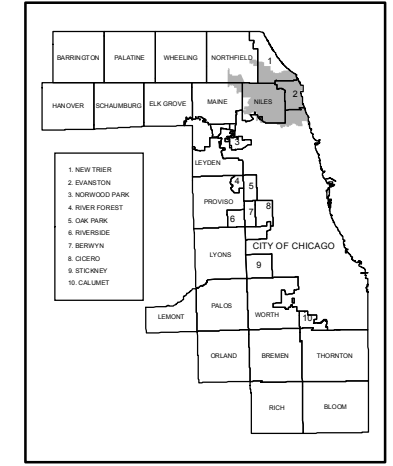 BARRINGTON
PALATINE
WHEELING
NORTHFIELD
1
HANOVER
SCHAUMBURG
ELK GROVE
MAINE
NILES
2
3
LEYDEN
1. NEW TRIER
2. EVANSTON
3. NORWOOD PARK
4. RIVER FOREST
5. OAK PARK
6. RIVERSIDE
7. BERWYN
8. CICERO
9. STICKNEY
10. CALUMET
4
5
PROVISO
6
7
8
CITY OF CHICAGO
LYONS
9
PALOS
LEMONT
WORTH
10
ORLAND
BREMEN
THORNTON
RICH
BLOOM